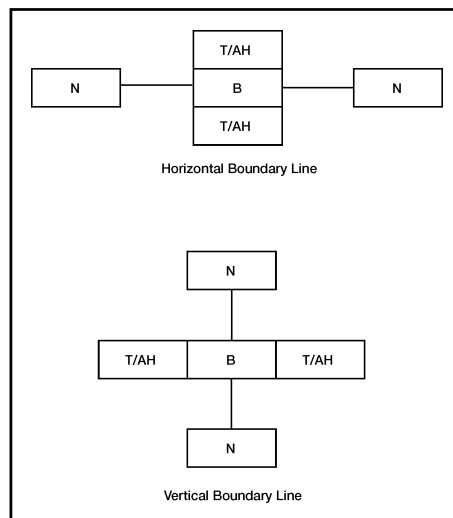 T/AH
N B N
T/AH
Horizontal Boundary Line
N
T/AH B T/AH
N
Vertical Boundary Line